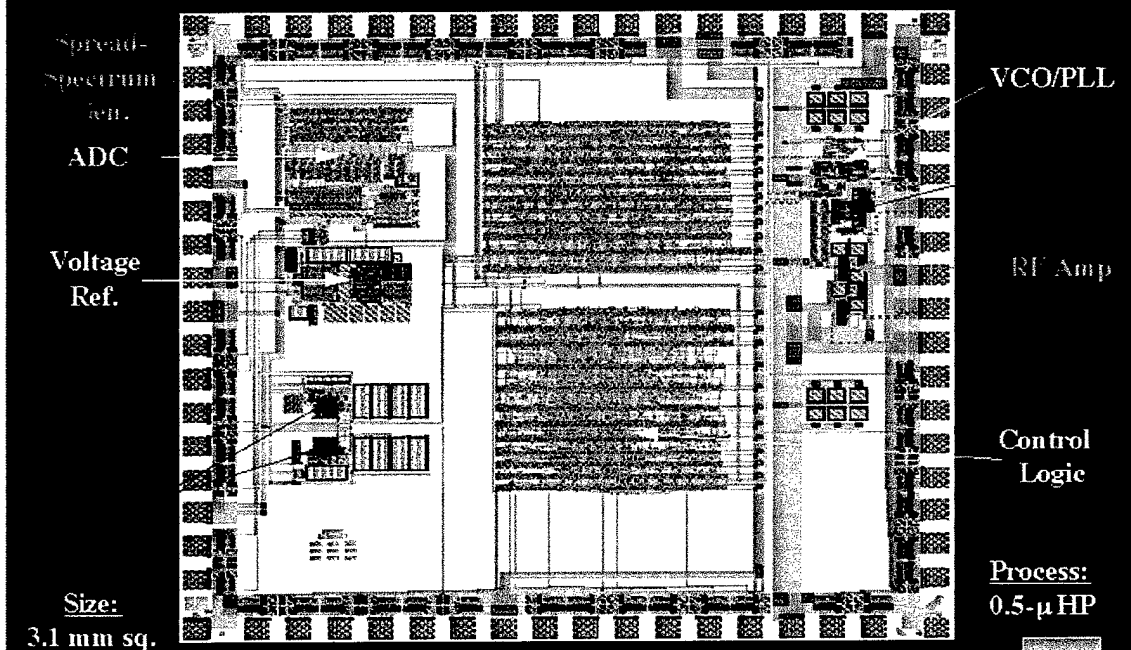 Spread-
Spectrum
ien.
ADC
Voltage
Ref.
Size:
3.1 mm sq.
VCO/PLL
RF Amp
Control
Logic
Process:
0.5-μ HP